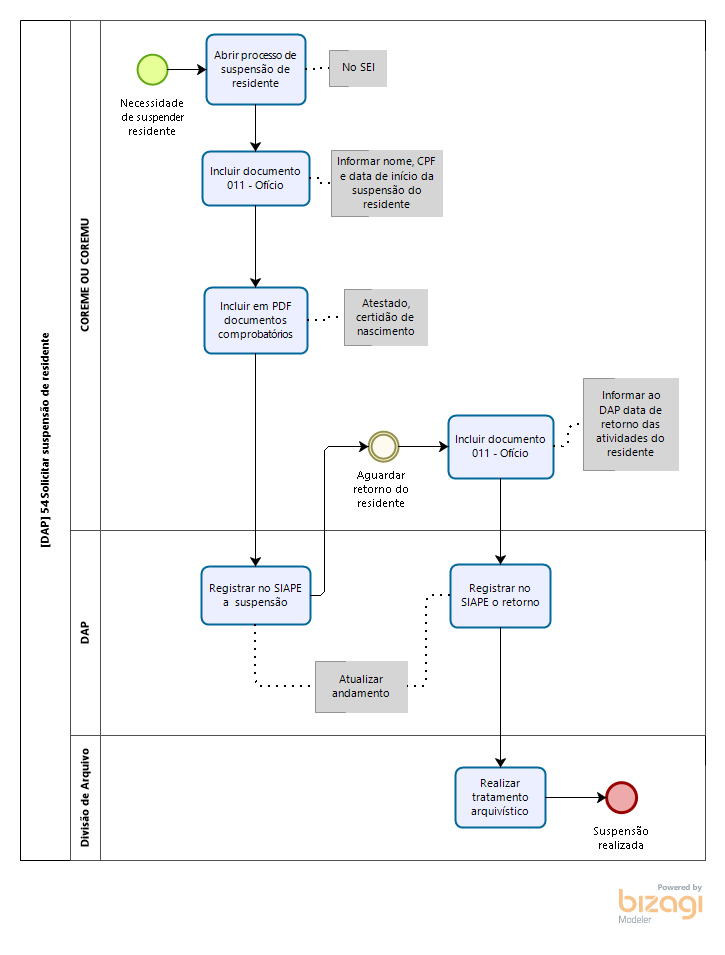 [DAP] 54 Solicitar suspensão de residente
COREME OU COREMU
Necessidade
de suspender
residente
Abrir processo de
suspensão de
residente
No SEI
Incluir documento
011 - Ofício
Informar nome, CPF
e data de início da
suspensão do
residente
Incluir em PDF
documentos
comprobatórios
Atestado,
certidão de
nascimento
Aguardar
retorno do
residente
Incluir documento
011 - Ofício
Informar ao
DAP data de
retorno das
atividades do
residente
DAP
Registrar no SIAPE
a suspensão
Registrar no
SIAPE o retorno
Atualizar
andamento
Divisão de Arquivo
Realizar
tratamento
arquivístico
Suspensão
realizada
Powered by
bizagi
Modeler